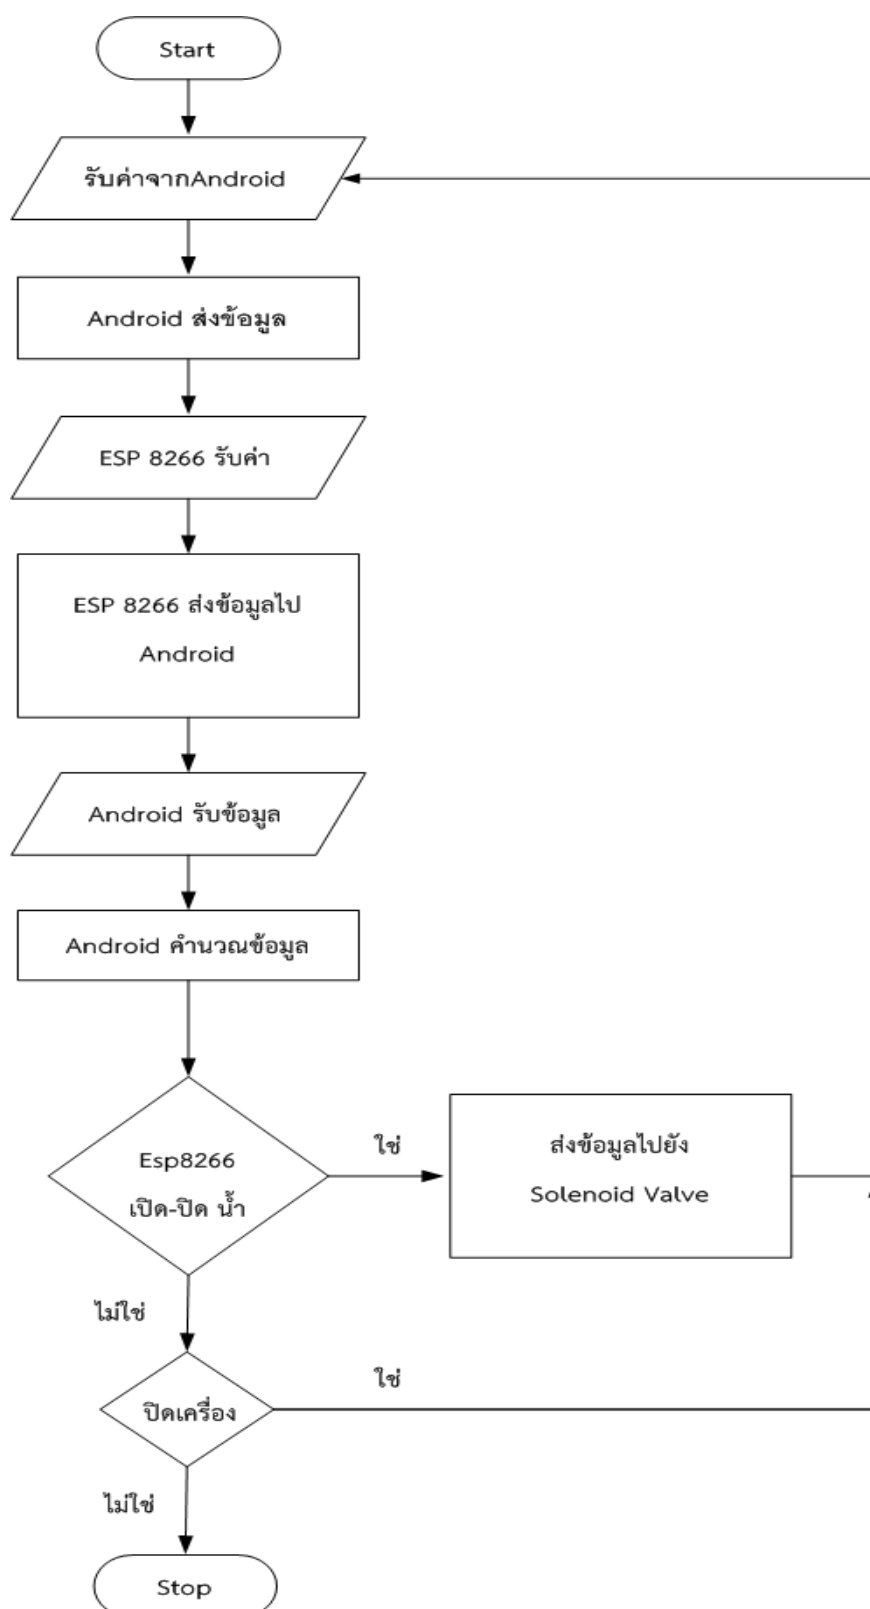 Start
รับค่าจากAndroid
Android ส่งข้อมูล
ESP 8266 รับค่า
ESP 8266 ส่งข้อมูลไป
Android
Android รับข้อมูล
Android คำนวณข้อมูล
Esp8266
เปิด-ปิด น้ำ
ใช่
ส่งข้อมูลไปยัง
Solenoid Valve
ไม่ใช่
ปิดเครื่อง
ใช่
ไม่ใช่
Stop